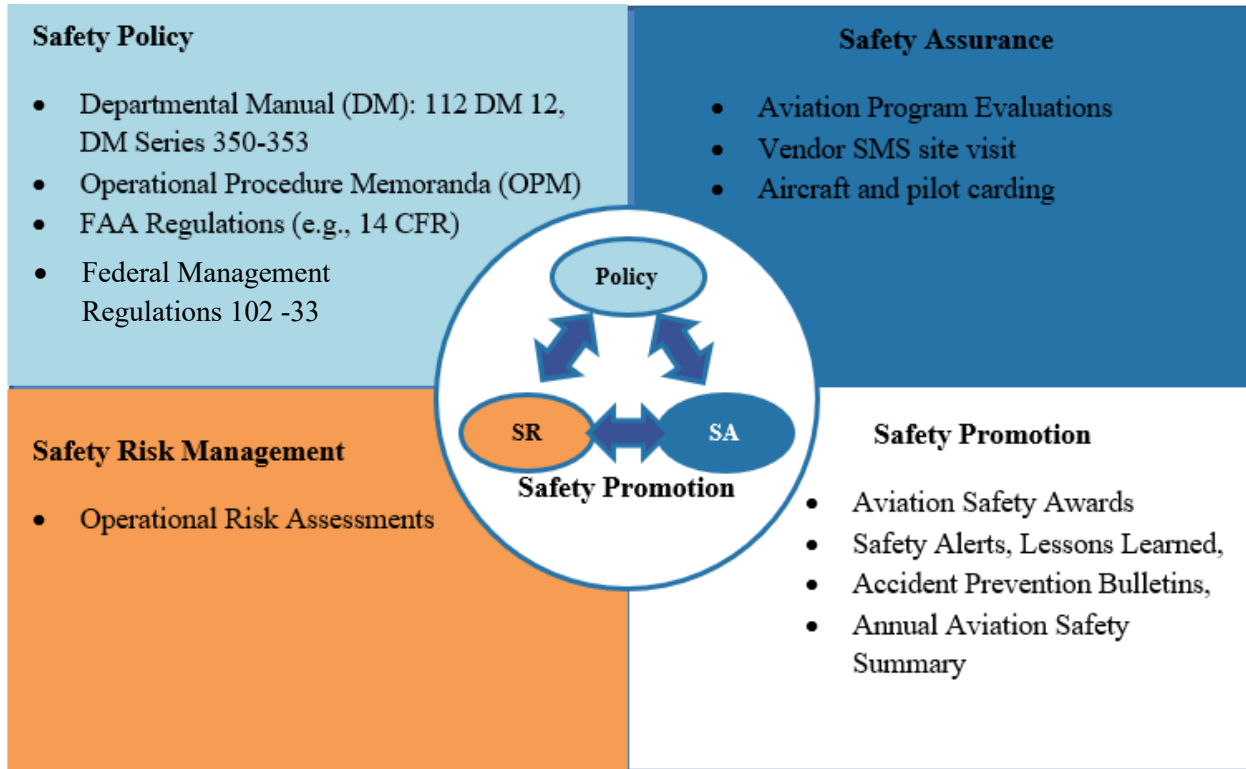 Safety Policy
• Departmental Manual (DM): 112 DM 12,
DM Series 350-353
• Operational Procedure Memoranda (OPM)
• FAA Regulations (e.g., 14 CFR)
• Federal Management
Regulations 102 -33
Safety Assurance
• Aviation Program Evaluations
• Vendor SMS site visit
• Aircraft and pilot carding
Policy
SR
SA
Safety Promotion
Safety Risk Management
• Operational Risk Assessments
Safety Promotion
• Aviation Safety Awards
• Safety Alerts, Lessons Learned,
• Accident Prevention Bulletins,
• Annual Aviation Safety
Summary